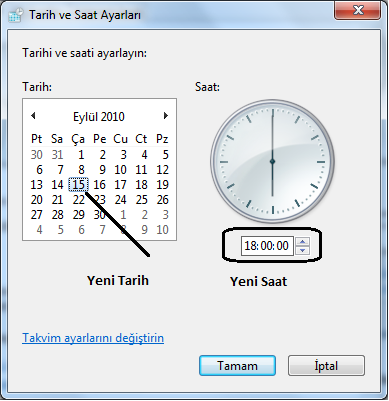 Tarih ve Saat Ayarları
Tarihi ve saati ayarlayın:
Tarih:
Saat:
Eylül 2010
Pt Sa Ça Pe Cu Ct Pz
30 31 1 2 3 4 5
6 7 8 9 10 11 12
13 14 15 16 17 18 19
20 21 22 23 24 25 26
27 28 29 30 1 2 3
4 5 6 7 8 9 10
18:00:00
Yeni Tarih
Yeni Saat
Takvim ayarlarını değiştirin
Tamam
İptal